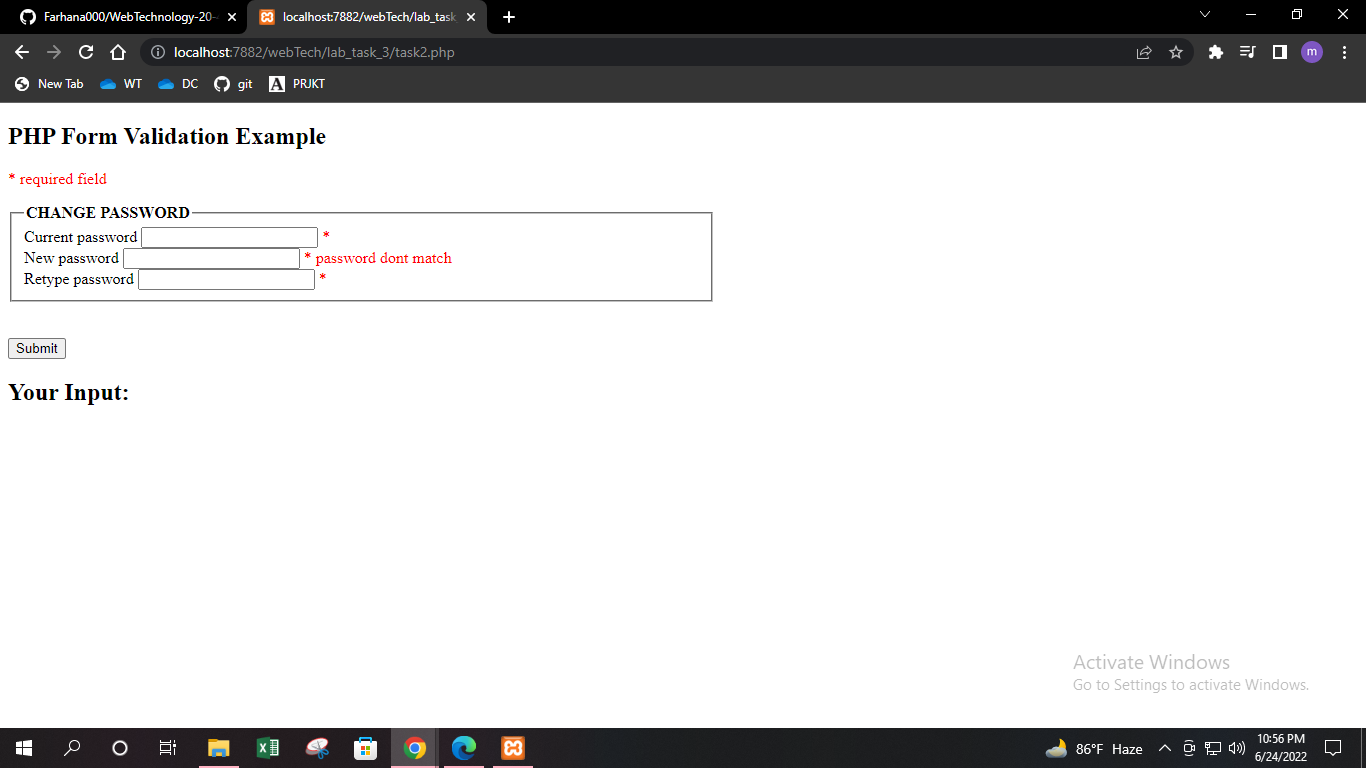 Farhana000/WebTechnology-20-
localhost:7882/webTech/lab_task
localhost:7882/webTech/lab_task_3/task2.php
m
New Tab WT DC git A PRJKT
PHP Form Validation Example
* required field
CHANGE PASSWORD
Current password *
New password * password dont match
Retype password *
Submit
Your Input:
Activate Windows
Go to Settings to activate Windows.
86°F Haze
10:56 PM
6/24/2022